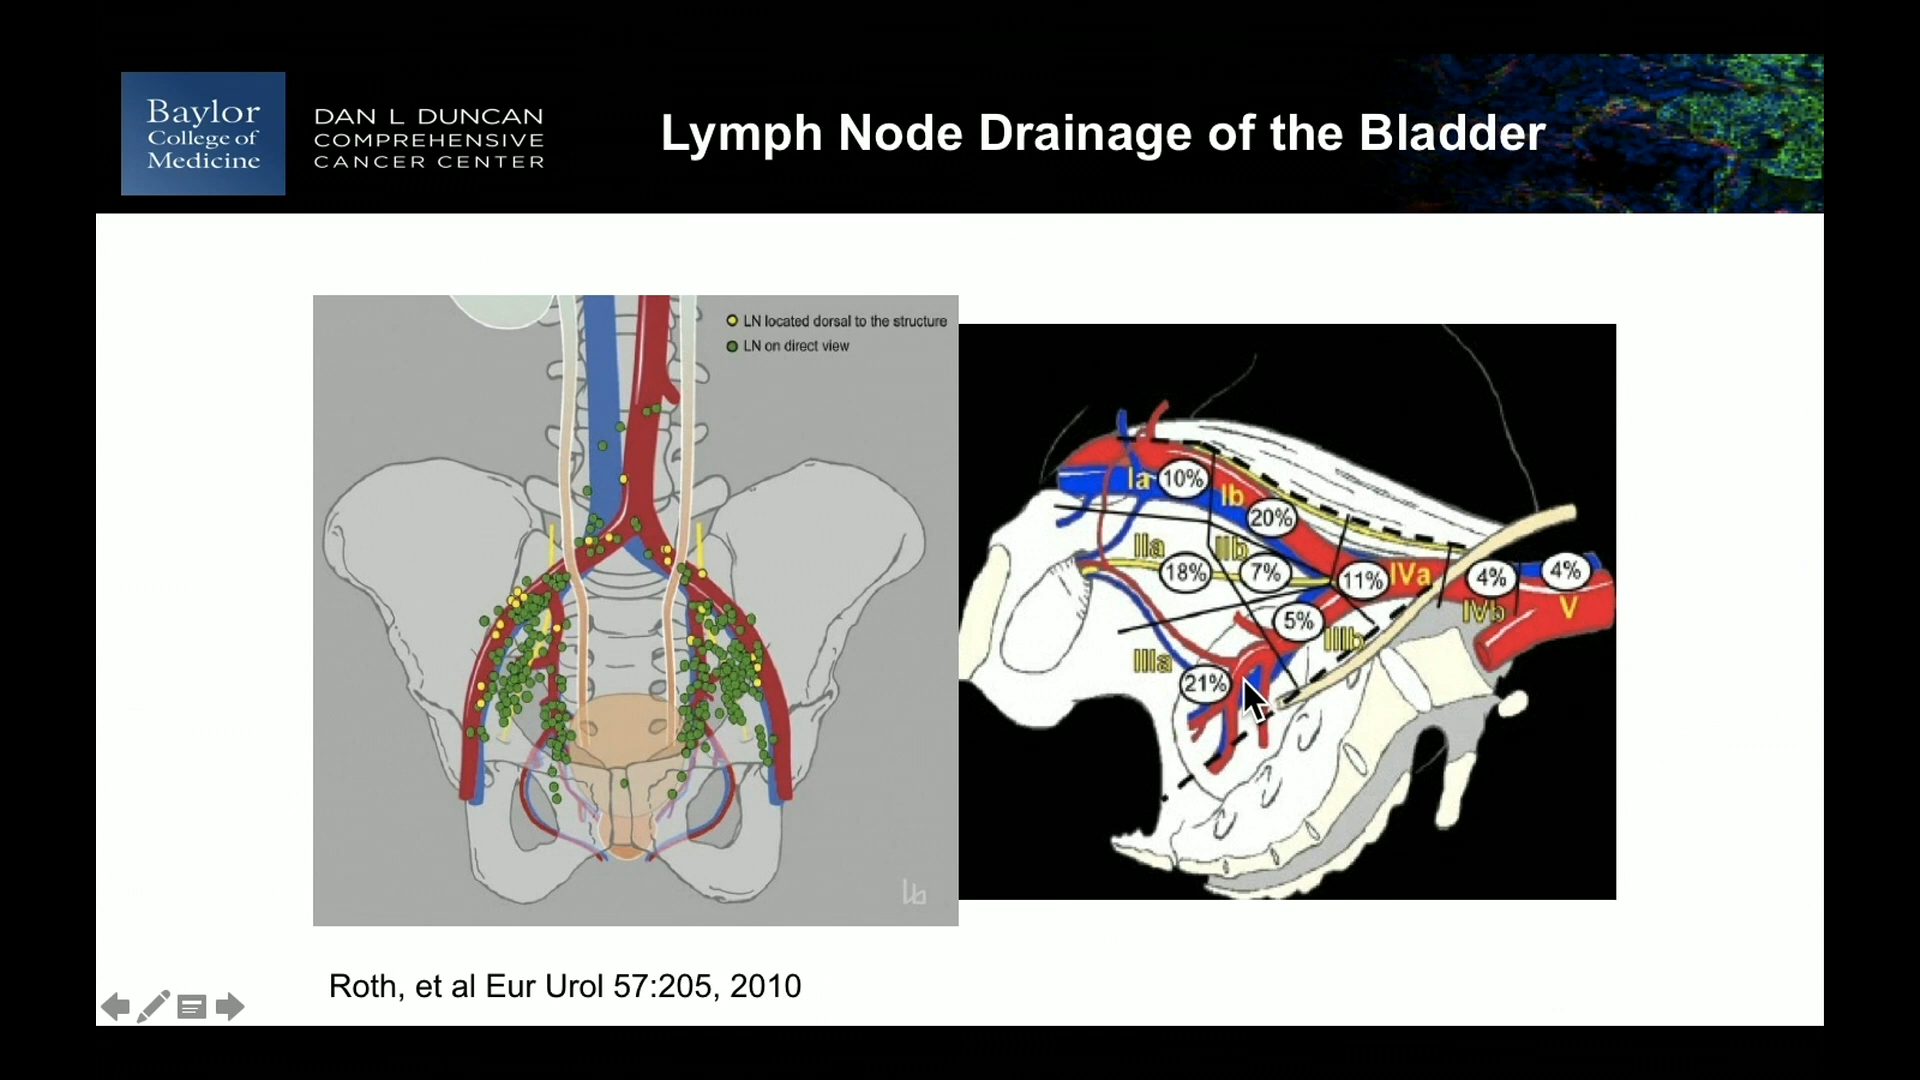 Baylor
College of
Medicine
DAN L DUNCAN
COMPREHENSIVE
CANCER CENTER
Lymph Node Drainage of the Bladder
LN located dorsal to the structure
LN on direct view
Ia 10%
Ib
20%
IIa
IIb
18%
7%
11% IVa
4%
4%
IVb
V
5%
IIIb
IIIa
21%
lb
Roth, et al Eur Urol 57:205, 2010